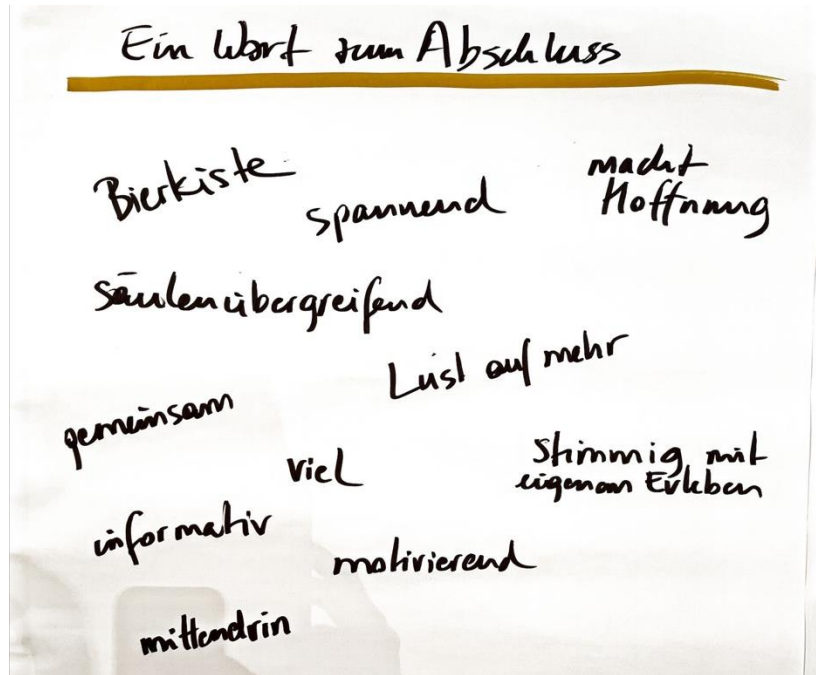 Ein Wort zum Abschluss
Bierkiste
spannend
macht
Hoffnung
säulenübergreifend
Lust auf mehr
gemeinsam
viel
stimmig mit
eigenem Erleben
informativ
motivierend
mittendrin